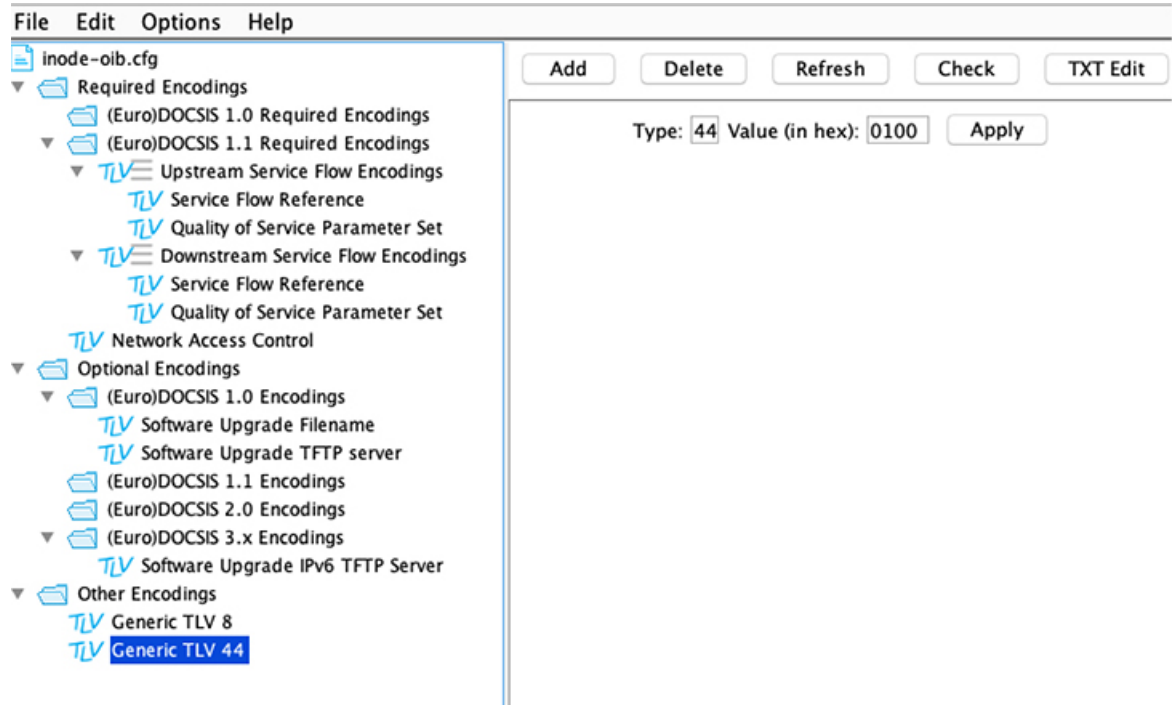 File Edit Options Help
inode-oib.cfg
Required Encodings
(Euro)DOCSIS 1.0 Required Encodings
(Euro)DOCSIS 1.1 Required Encodings
TLV Upstream Service Flow Encodings
TLV Service Flow Reference
TLV Quality of Service Parameter Set
TLV Downstream Service Flow Encodings
TLV Service Flow Reference
TLV Quality of Service Parameter Set
TLV Network Access Control
Optional Encodings
(Euro)DOCSIS 1.0 Encodings
TLV Software Upgrade Filename
TLV Software Upgrade TFTP server
(Euro)DOCSIS 1.1 Encodings
(Euro)DOCSIS 2.0 Encodings
(Euro)DOCSIS 3.x Encodings
TLV Software Upgrade IPv6 TFTP Server
Other Encodings
TLV Generic TLV 8
TLV Generic TLV 44
Add Delete Refresh Check TXT Edit
Type: 44 Value (in hex): 0100 Apply